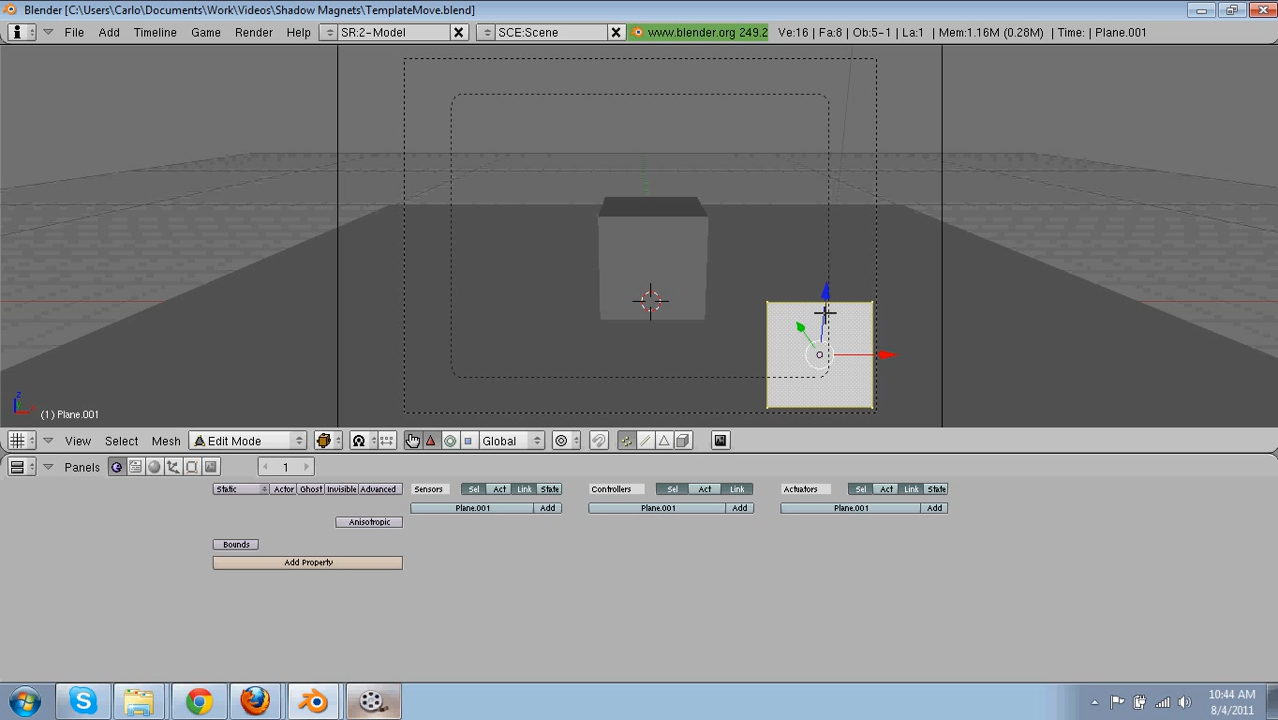 Blender [C:\Users\Carlo\Documents\Work\Videos\Shadow Magnets\TemplateMove.blend]
File Add Timeline Game Render Help SR:2-Model SCE:Scene www.blender.org 249.2 Ve:16 | Fa:8 | Ob:5-1 | La:1 | Mem:1.16M (0.28M) | Time: | Plane.001
z
(1) Plane.001
View Select Mesh Edit Mode Global
Panels 1
Static Actor Ghost Invisible Advanced Sensors Sel Act Link State Controllers Sel Act Link Actuators Sel Act Link State
Plane.001 Add Plane.001 Add Plane.001 Add
Anisotropic
Bounds
Add Property
10:44 AM
8/4/2011